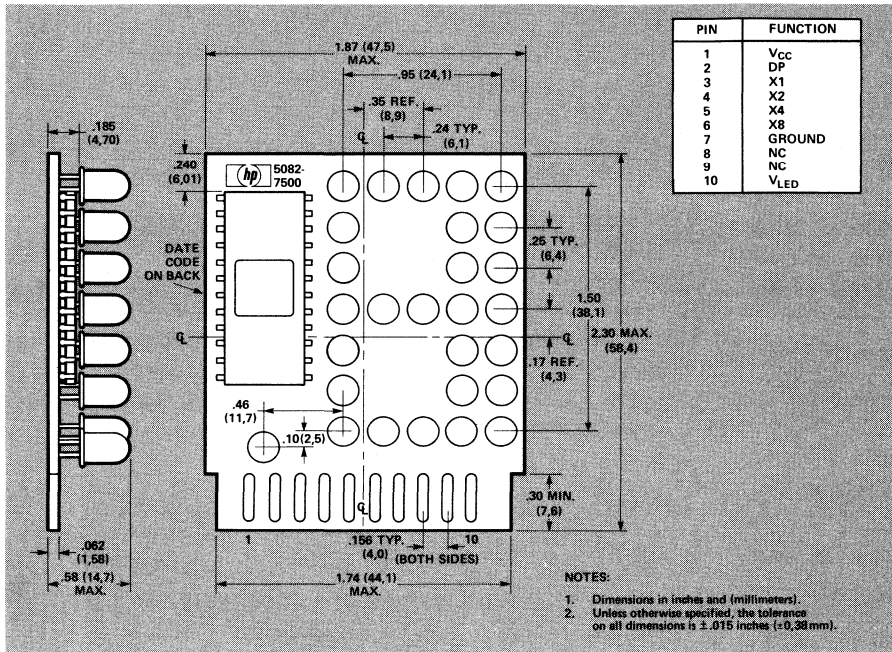 1.87 (47,5)
MAX.
.95 (24,1)
.35 REF.
(8,9)
.24 TYP.
(6,1)
.185
(4,70)
.240
(6,01)
hp
5082-
7500
DATE
CODE
ON BACK
.25 TYP.
(6,4)
1.50
(38,1)
2.30 MAX.
(58,4)
.17 REF.
(4,3)
.46
(11,7)
.10(2,5)
.30 MIN.
(7,6)
1
10
.156 TYP.
(4,0)
(BOTH SIDES)
.062
(1,58)
.58 (14,7)
MAX.
1.74 (44,1)
MAX.
PIN FUNCTION
1 VCC
2 DP
3 X1
4 X2
5 X4
6 X8
7 GROUND
8 NC
9 NC
10 VLED
NOTES:
1. Dimensions in inches and (millimeters).
2. Unless otherwise specified, the tolerance
on all dimensions is ±.015 inches (±0,38mm).